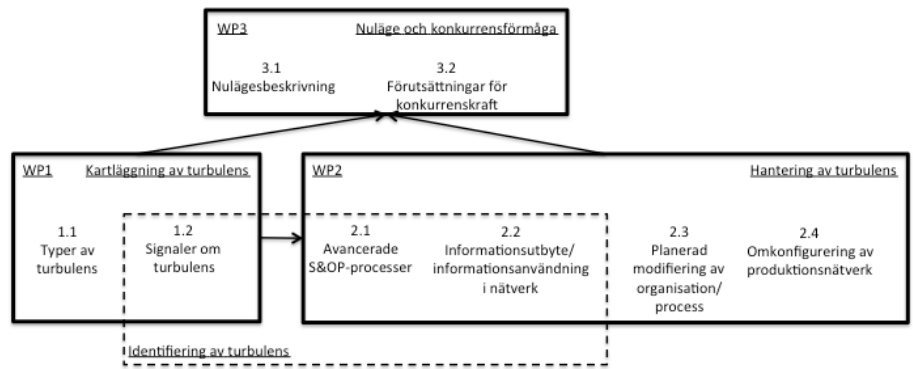 WP3 Nuläge och konkurrensförmåga
3.1
Nulägesbeskrivning
3.2
Förutsättningar för
konkurrenskraft
WP1 Kartläggning av turbulens
1.1
Typer av
turbulens
1.2
Signaler om
turbulens
WP2 Hantering av turbulens
2.1
Avancerade
S&OP-processer
2.2
Informationsutbyte/
informationsanvändning
i nätverk
2.3
Planerad
modifiering av
organisation/
process
2.4
Omkonfigurering av
produktionsnätverk
Identifiering av turbulens